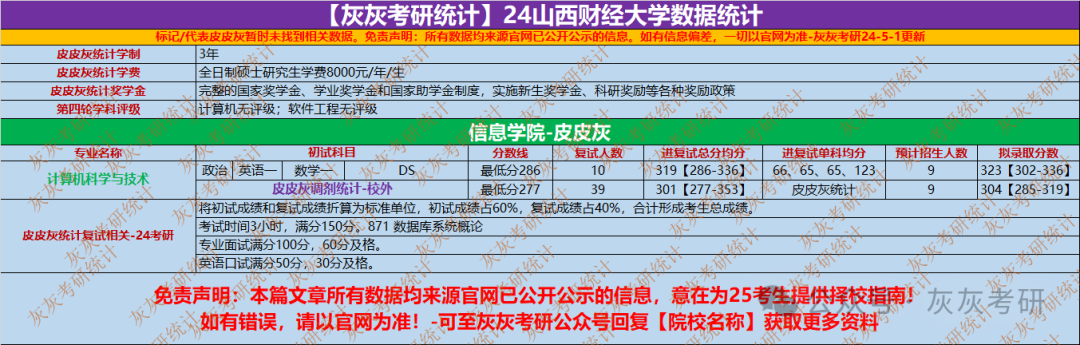 【灰灰考研统计】24山西财经大学数据统计
标记/代表皮皮灰暂时未找到相关数据。免责声明：所有数据均来源官网已公开公示的信息。如有信息偏差，一切以官网为准-灰灰考研24-5-1更新
皮皮灰统计学制 3年
皮皮灰统计学费 全日制硕士研究生学费8000元/年/生
皮皮灰统计奖学金 完整的国家奖学金、学业奖学金和国家助学金制度，实施新生奖学金、科研奖励等各种奖励政策
第四轮学科评级 计算机无评级；软件工程无评级
信息学院-皮皮灰
专业名称 初试科目 分数线 复试人数 进复试总分均分 进复试单科均分 预计招生人数 拟录取分数
计算机科学与技术 政治 英语一 数学一 DS 最低分286 10 319【286-336】 66、65、65、123 9 323【302-336】
皮皮灰调剂统计-校外 最低分277 39 301【277-353】 皮皮灰统计 9 304【285-319】
皮皮灰统计复试相关-24考研
将初试成绩和复试成绩折算为标准单位，初试成绩占60%，复试成绩占40%，合计形成考生总成绩。
考试时间3小时，满分150分。871 数据库系统概论
专业面试满分100分，60分及格。
英语口试满分50分，30分及格。
免责声明：本篇文章所有数据均来源官网已公开公示的信息，意在为25考生提供择校指南！
如有错误，请以官网为准！-可至灰灰考研公众号回复【院校名称】获取更多资料
公众号 灰灰考研
灰灰考研统计